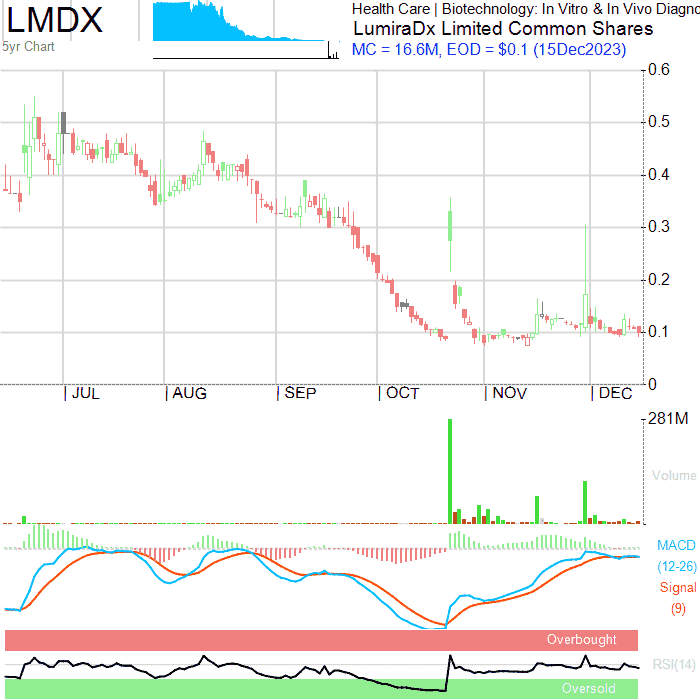 LMDX
5yr Chart
Health Care | Biotechnology: In Vitro & In Vivo Diagno
LumiraDx Limited Common Shares
MC = 16.6M, EOD = $0.1 (15Dec2023)
0.6
0.5
0.4
0.3
0.2
0.1
0
JUL AUG SEP OCT NOV DEC
281M
Volume
MACD
(12-26)
Signal
(9)
Overbought
RSI(14)
Oversold